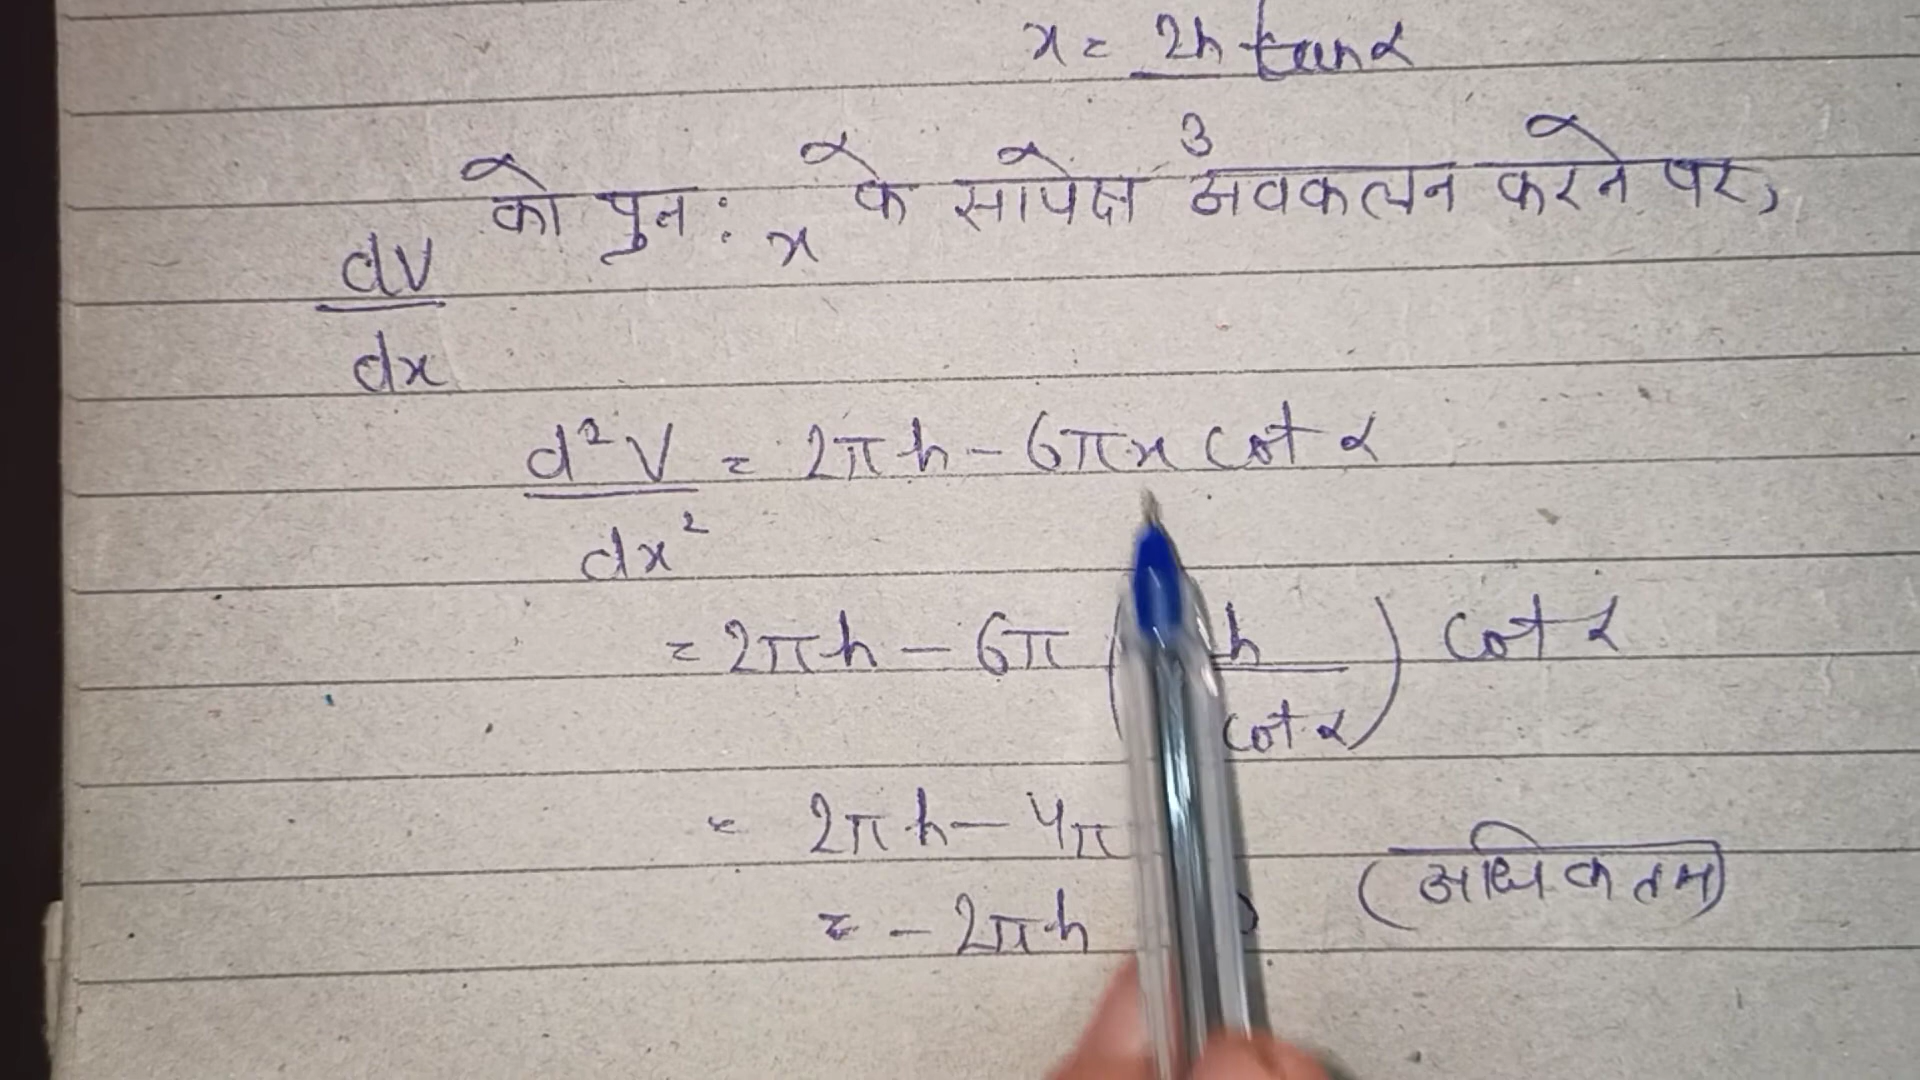 x = 2h tanα
3
dV/dx को पुन: x के सापेक्ष अवकलन करने पर,
d²V/dx² = 2πh - 6πx cot α
= 2πh - 6π ( h / cot α ) cot α
= 2πh - 4π
= - 2πh (अधिकतम)